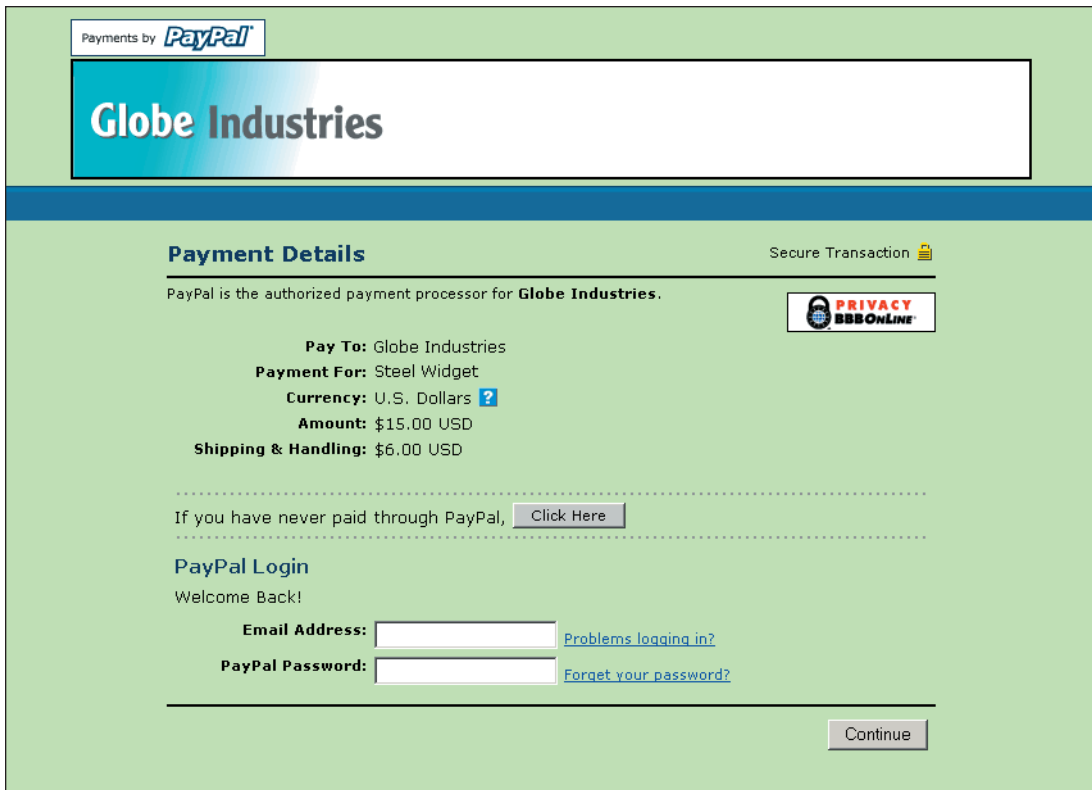 Payments by PayPal
Globe Industries
Payment Details
Secure Transaction
PayPal is the authorized payment processor for Globe Industries.
PRIVACY
BBBONLINE
Pay To: Globe Industries
Payment For: Steel Widget
Currency: U.S. Dollars ?
Amount: $15.00 USD
Shipping & Handling: $6.00 USD
If you have never paid through PayPal, Click Here
PayPal Login
Welcome Back!
Email Address: Problems logging in?
PayPal Password: Forget your password?
Continue